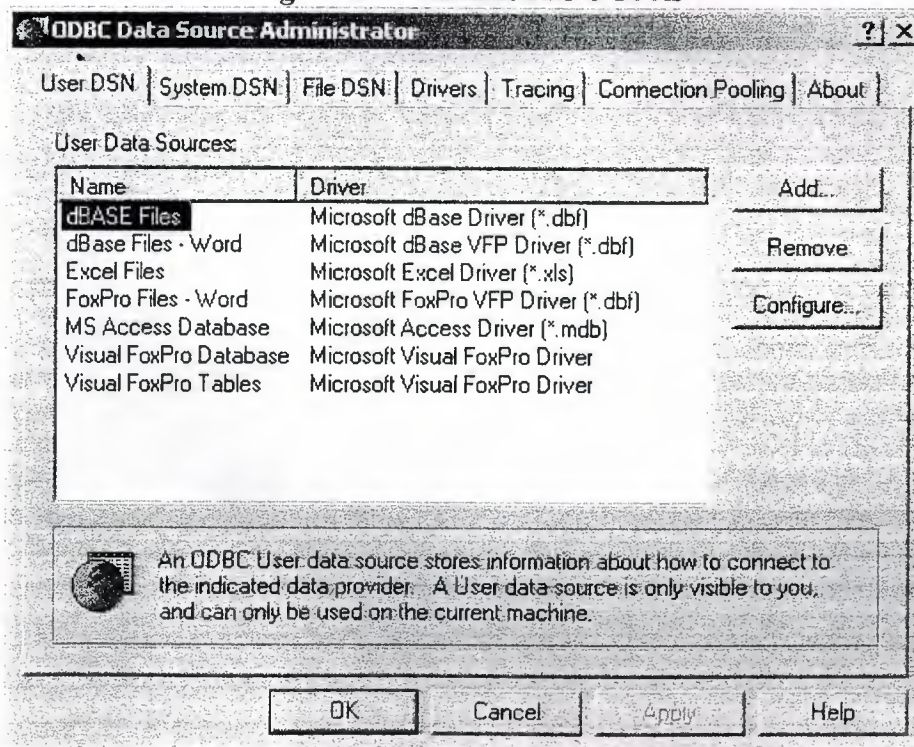 ODBC Data Source Administrator ? ×
User DSN System DSN File DSN Drivers Tracing Connection Pooling About
User Data Sources:
Name Driver Add...
dBASE Files Microsoft dBase Driver (*.dbf)
dBase Files - Word Microsoft dBase VFP Driver (*.dbf) Remove
Excel Files Microsoft Excel Driver (*.xls)
FoxPro Files - Word Microsoft FoxPro VFP Driver (*.dbf) Configure...
MS Access Database Microsoft Access Driver (*.mdb)
Visual FoxPro Database Microsoft Visual FoxPro Driver
Visual FoxPro Tables Microsoft Visual FoxPro Driver
An ODBC User data source stores information about how to connect to
the indicated data provider. A User data source is only visible to you,
and can only be used on the current machine.
OK Cancel Apply Help